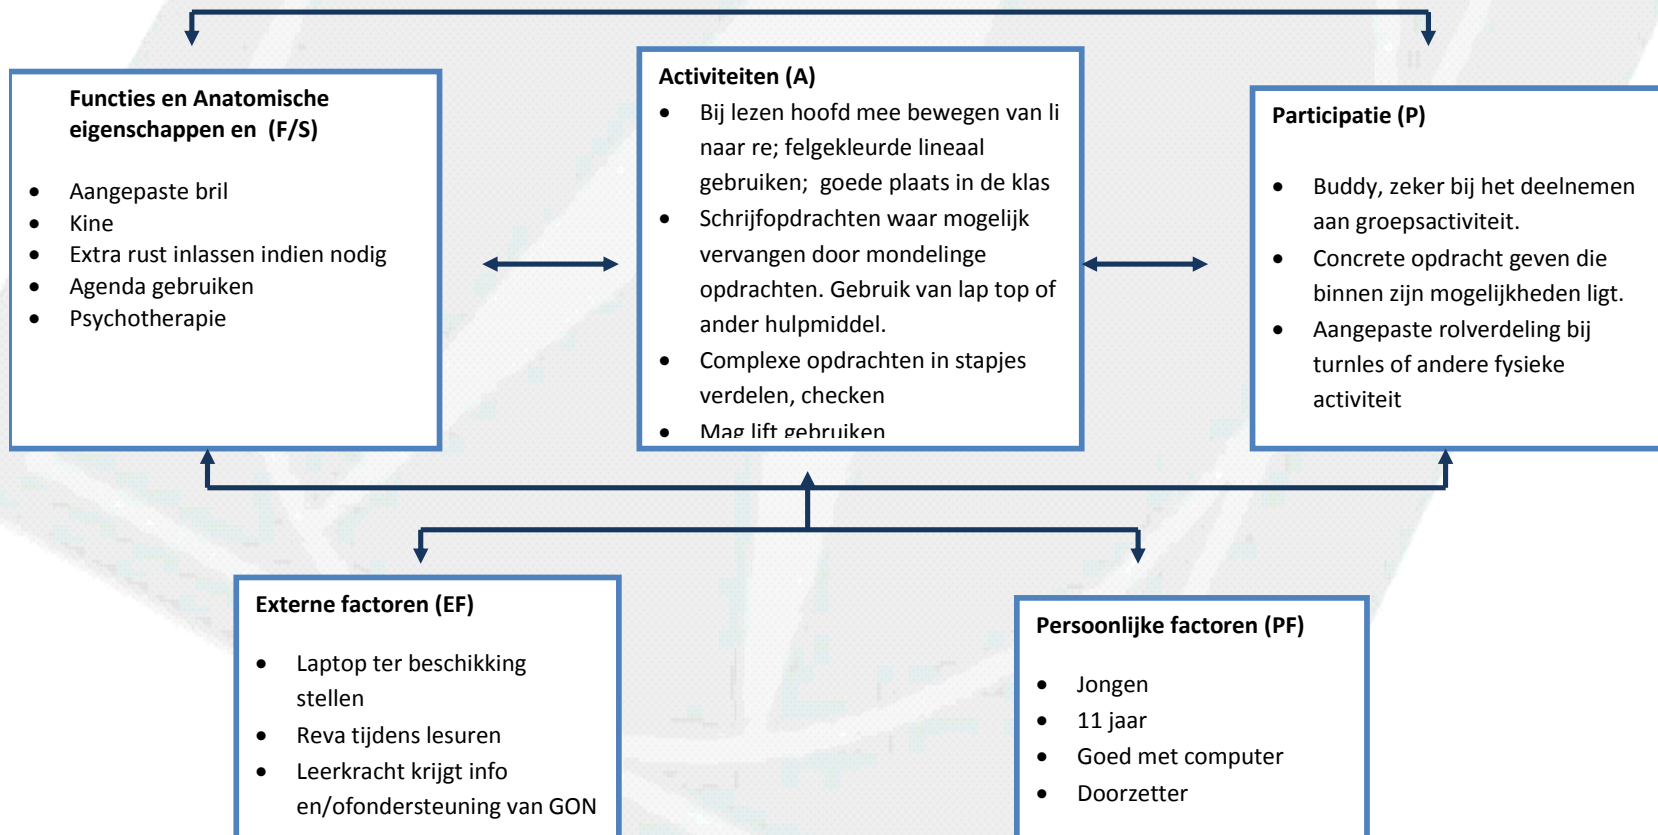 Functies en Anatomische
eigenschappen en  (F/S)
• Aangepaste bril
• Kine
• Extra rust inlassen indien nodig
• Agenda gebruiken
• Psychotherapie
Activiteiten (A)
• Bij lezen hoofd mee bewegen van li
naar re; felgekleurde lineaal
gebruiken;  goede plaats in de klas
• Schrijfopdrachten waar mogelijk
vervangen door mondelinge
opdrachten. Gebruik van lap top of
ander hulpmiddel.
• Complexe opdrachten in stapjes
verdelen, checken
• Mag lift gebruiken
Participatie (P)
• Buddy, zeker bij het deelnemen
aan groepsactiviteit.
• Concrete opdracht geven die
binnen zijn mogelijkheden ligt.
• Aangepaste rolverdeling bij
turnles of andere fysieke
activiteit
Externe factoren (EF)
• Laptop ter beschikking
stellen
• Reva tijdens lesuren
• Leerkracht krijgt info
en/ofondersteuning van GON
Persoonlijke factoren (PF)
• Jongen
• 11 jaar
• Goed met computer
• Doorzetter